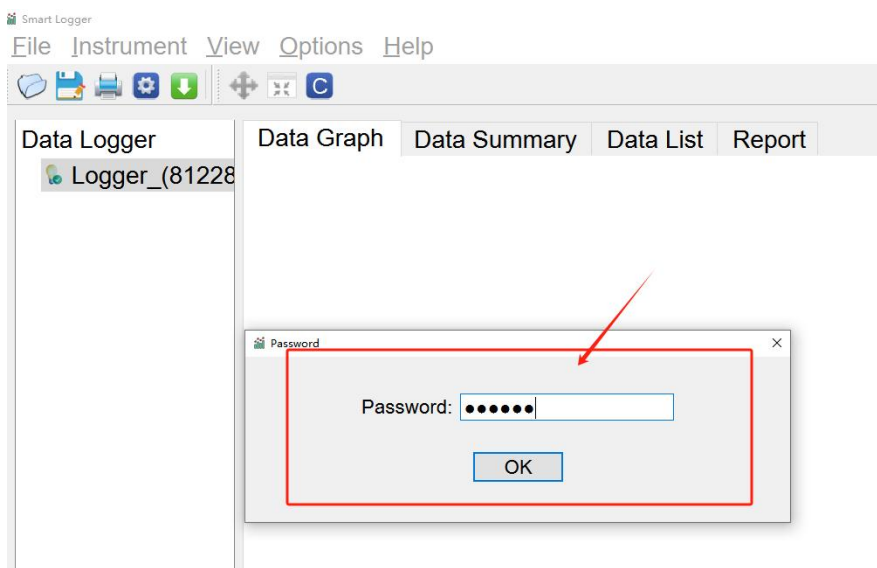 Smart Logger
File Instrument View Options Help
C
Data Logger
Logger_(81228
Data Graph Data Summary Data List Report
Password
Password: ●●●●●●
OK